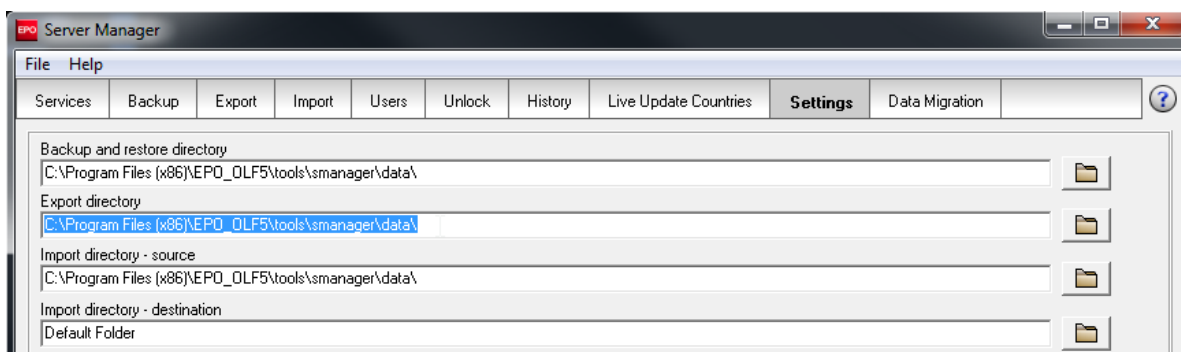 EPO Server Manager
File Help
Services Backup Export Import Users Unlock History Live Update Countries Settings Data Migration ?
Backup and restore directory
C:\Program Files (x86)\EPO_OLF5\tools\smanager\data\
Export directory
C:\Program Files (x86)\EPO_OLF5\tools\smanager\data\
Import directory - source
C:\Program Files (x86)\EPO_OLF5\tools\smanager\data\
Import directory - destination
Default Folder